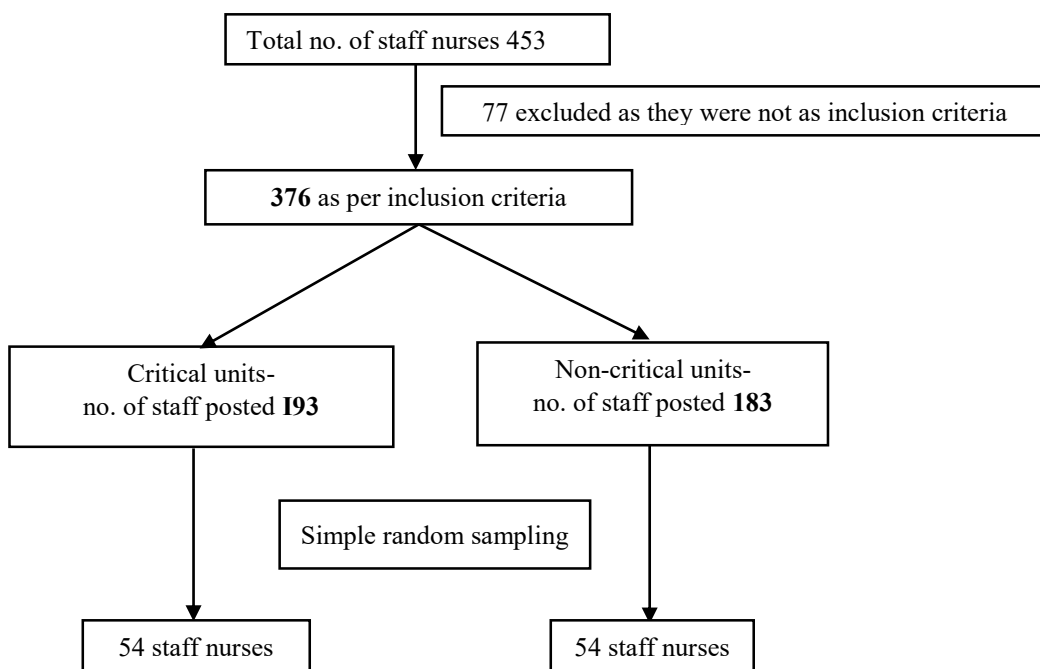 Total no. of staff nurses 453
77 excluded as they were not as inclusion criteria
376 as per inclusion criteria
Critical units-
no. of staff posted I93
Non-critical units-
no. of staff posted 183
Simple random sampling
54 staff nurses
54 staff nurses